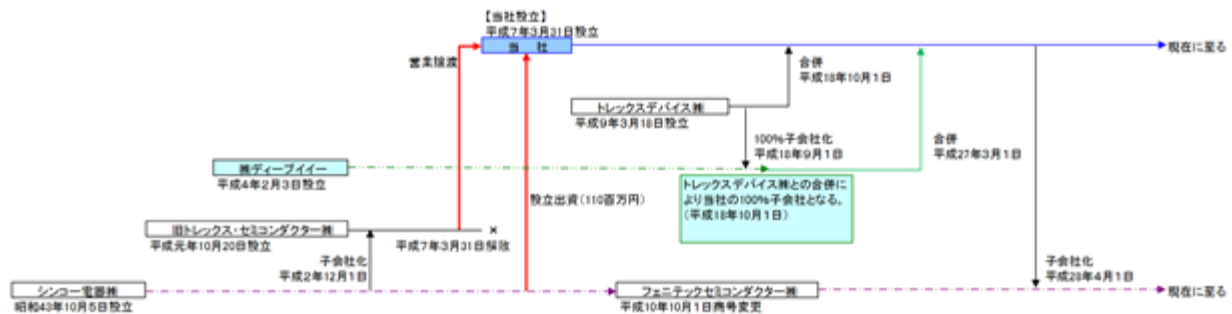 【当社設立】
平成7年3月31日設立
当 社
現在に至る
営業譲渡
合併
平成18年10月1日
トレックスデバイス㈱
平成9年3月18日設立
100%子会社化
平成18年9月1日
合併
平成27年3月1日
㈱ディーブイイー
平成4年2月3日設立
トレックスデバイス㈱との合併に
より当社の100%子会社となる。
(平成18年10月1日)
設立出資(110百万円)
旧トレックス・セミコンダクター㈱
平成元年10月20日設立
×
平成7年3月31日解散
子会社化
平成2年12月1日
子会社化
平成28年4月1日
シンコー電器㈱
昭和43年10月5日設立
フェニテックセミコンダクター㈱
平成10年10月1日商号変更
現在に至る